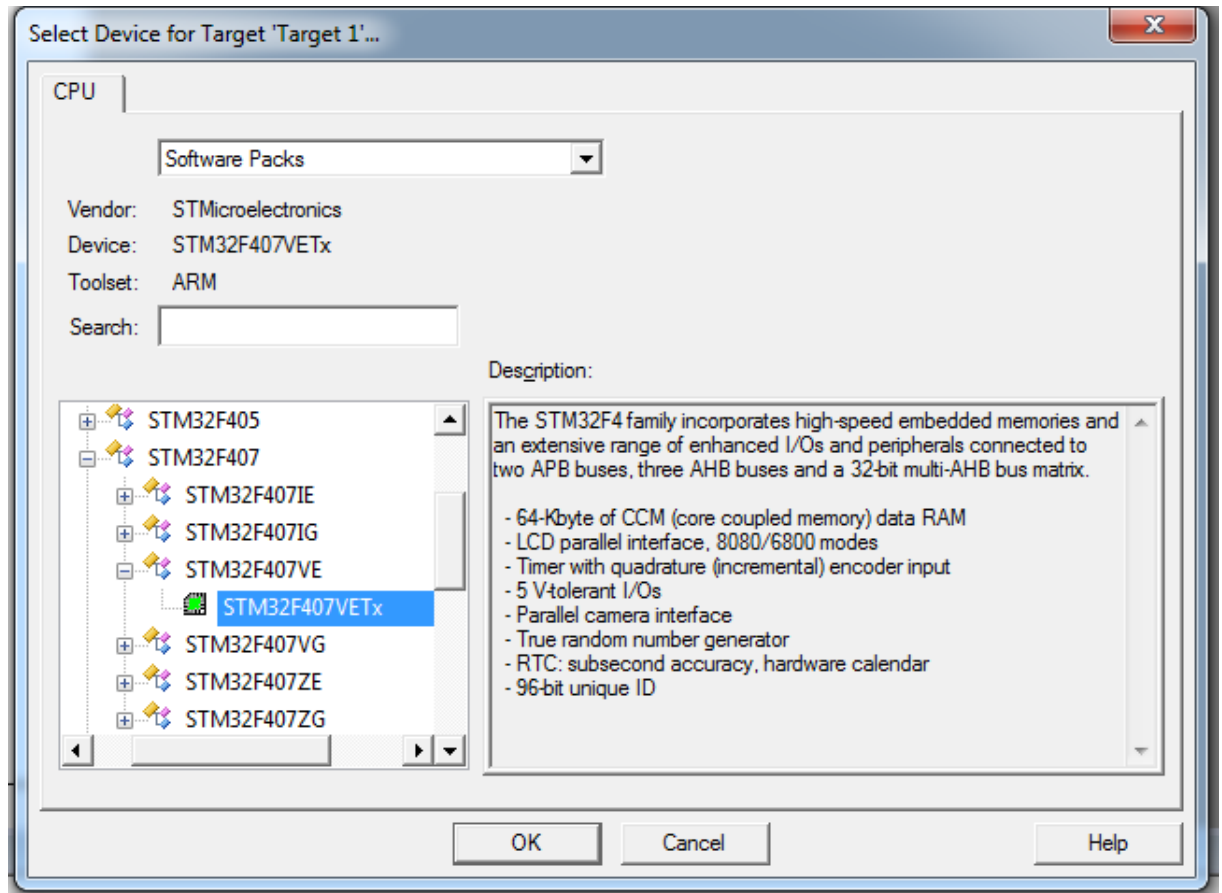 Select Device for Target 'Target 1'...
CPU
Software Packs
Vendor: STMicroelectronics
Device: STM32F407VETx
Toolset: ARM
Search:
Description:
STM32F405
STM32F407
STM32F407IE
STM32F407IG
STM32F407VE
STM32F407VETx
STM32F407VG
STM32F407ZE
STM32F407ZG
The STM32F4 family incorporates high-speed embedded memories and
an extensive range of enhanced I/Os and peripherals connected to
two APB buses, three AHB buses and a 32-bit multi-AHB bus matrix.
- 64-Kbyte of CCM (core coupled memory) data RAM
- LCD parallel interface, 8080/6800 modes
- Timer with quadrature (incremental) encoder input
- 5 V-tolerant I/Os
- Parallel camera interface
- True random number generator
- RTC: subsecond accuracy, hardware calendar
- 96-bit unique ID
OK
Cancel
Help